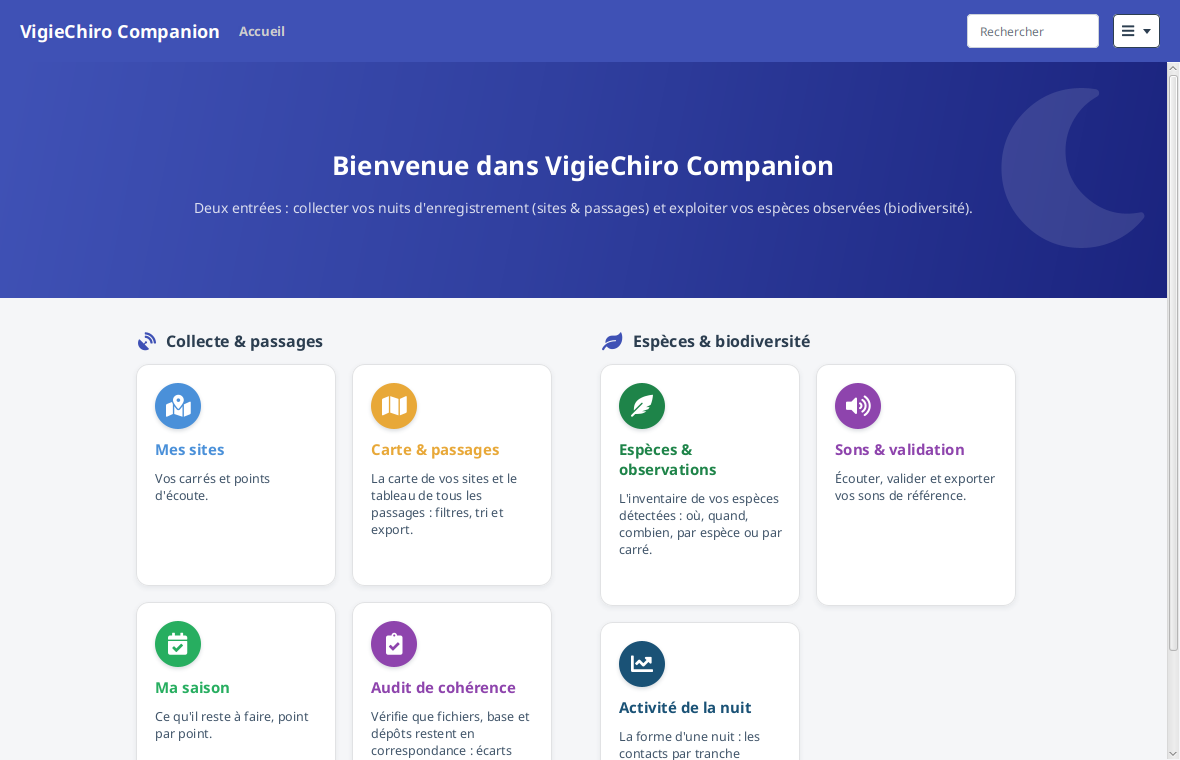 VigieChiro Companion
Accueil
Rechercher
Bienvenue dans VigieChiro Companion
Deux entrées : collecter vos nuits d'enregistrement (sites & passages) et exploiter vos espèces observées (biodiversité).
Collecte & passages
Mes sites
Vos carrés et points
d'écoute.
Carte & passages
La carte de vos sites et le
tableau de tous les
passages : filtres, tri et
export.
Ma saison
Ce qu'il reste à faire, point
par point.
Audit de cohérence
Vérifie que fichiers, base et
dépôts restent en
correspondance : écarts
Espèces & biodiversité
Espèces &
observations
L'inventaire de vos espèces
détectées : où, quand,
combien, par espèce ou par
carré.
Sons & validation
Écouter, valider et exporter
vos sons de référence.
Activité de la nuit
La forme d'une nuit : les
contacts par tranche